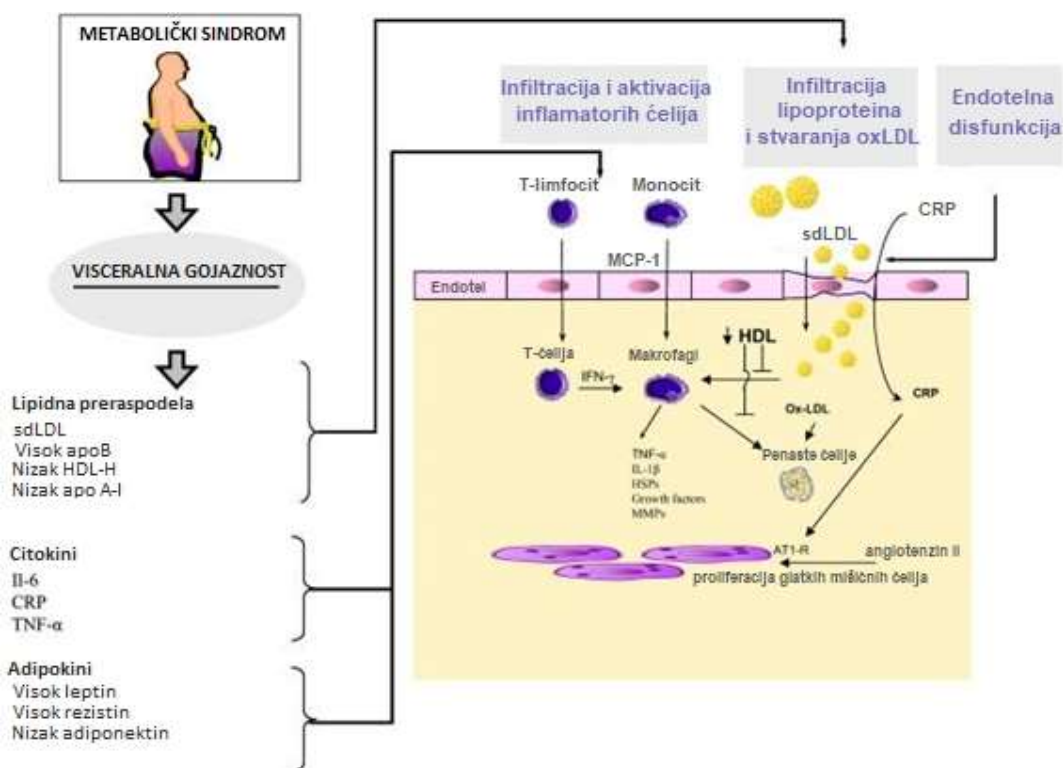 METABOLIČKI SINDROM
VISCERALNA GOJAZNOST
Lipidna preraspodela
sdLDL
Visok apoB
Nizak HDL-H
Nizak apo A-I
Citokini
Il-6
CRP
TNF-α
Adipokini
Visok leptin
Visok rezistin
Nizak adiponektin
Infiltracija i aktivacija
inflamatorih ćelija
Infiltracija
lipoproteina
i stvaranja oxLDL
Endotelna
disfunkcija
T-limfocit
Monocit
sdLDL
CRP
MCP-1
Endotel
T-ćelija
IFN-γ
Makrofagi
HDL
Ox-LDL
CRP
Penaste ćelije
TNF-α
IL-1β
HSPs
Growth factors
MMPs
AT1-R
angiotenzin II
proliferacija glatkih mišićnih ćelija